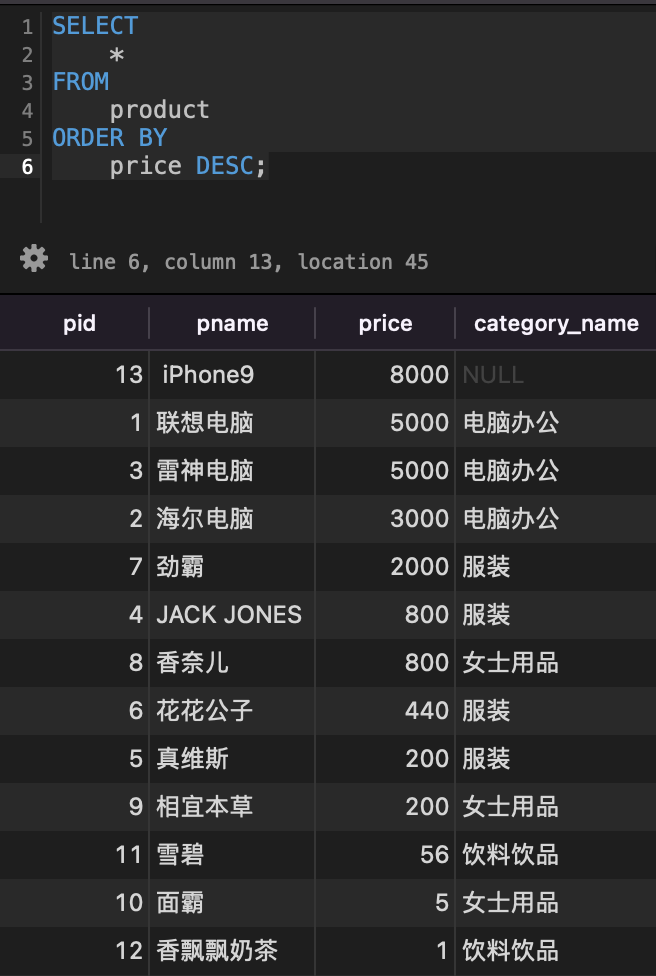 1 SELECT
2 *
3 FROM
4 product
5 ORDER BY
6 price DESC;
line 6, column 13, location 45
pid pname price category_name
13 iPhone9 8000 NULL
1 联想电脑 5000 电脑办公
3 雷神电脑 5000 电脑办公
2 海尔电脑 3000 电脑办公
7 劲霸 2000 服装
4 JACK JONES 800 服装
8 香奈儿 800 女士用品
6 花花公子 440 服装
5 真维斯 200 服装
9 相宜本草 200 女士用品
11 雪碧 56 饮料饮品
10 面霸 5 女士用品
12 香飘飘奶茶 1 饮料饮品